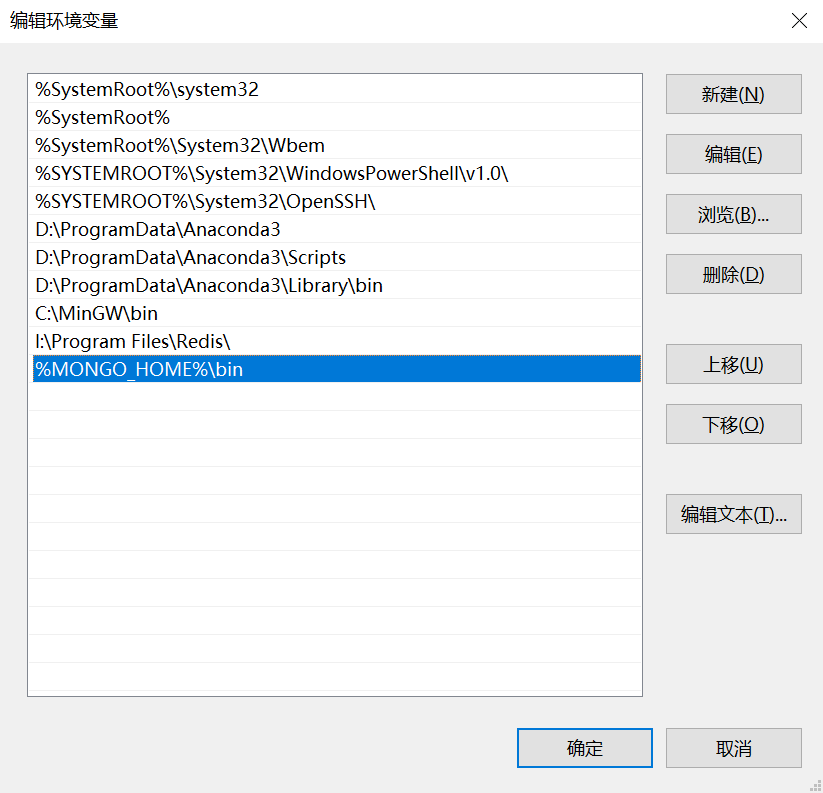 编辑环境变量
%SystemRoot%\system32
%SystemRoot%
%SystemRoot%\System32\Wbem
%SYSTEMROOT%\System32\WindowsPowerShell\v1.0\
%SYSTEMROOT%\System32\OpenSSH\
D:\ProgramData\Anaconda3
D:\ProgramData\Anaconda3\Scripts
D:\ProgramData\Anaconda3\Library\bin
C:\MinGW\bin
I:\Program Files\Redis\
%MONGO_HOME%\bin
新建(N)
编辑(E)
浏览(B)...
删除(D)
上移(U)
下移(O)
编辑文本(T)...
确定
取消